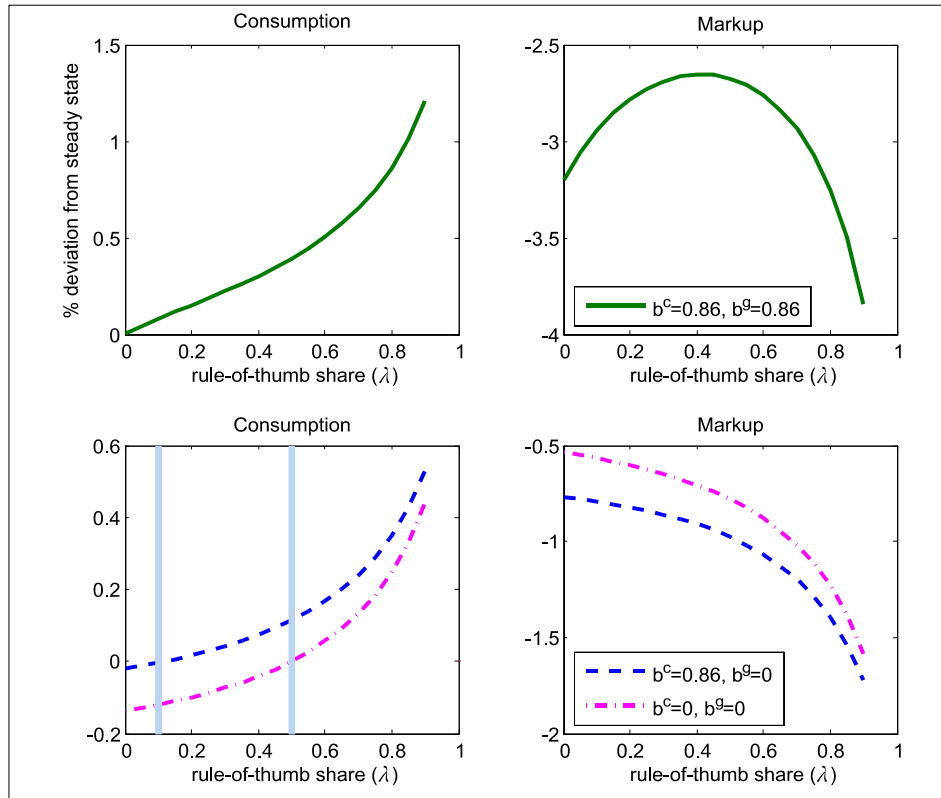 Consumption
Markup
% deviation from steady state
1.5
1
0.5
0
0 0.2 0.4 0.6 0.8 1
rule-of-thumb share (λ)
-2.5
-3
-3.5
-4
b^c=0.86, b^g=0.86
0 0.2 0.4 0.6 0.8 1
rule-of-thumb share (λ)
Consumption
Markup
0.6
0.4
0.2
0
-0.2
0 0.2 0.4 0.6 0.8 1
rule-of-thumb share (λ)
-0.5
-1
-1.5
-2
b^c=0.86, b^g=0
b^c=0, b^g=0
0 0.2 0.4 0.6 0.8 1
rule-of-thumb share (λ)